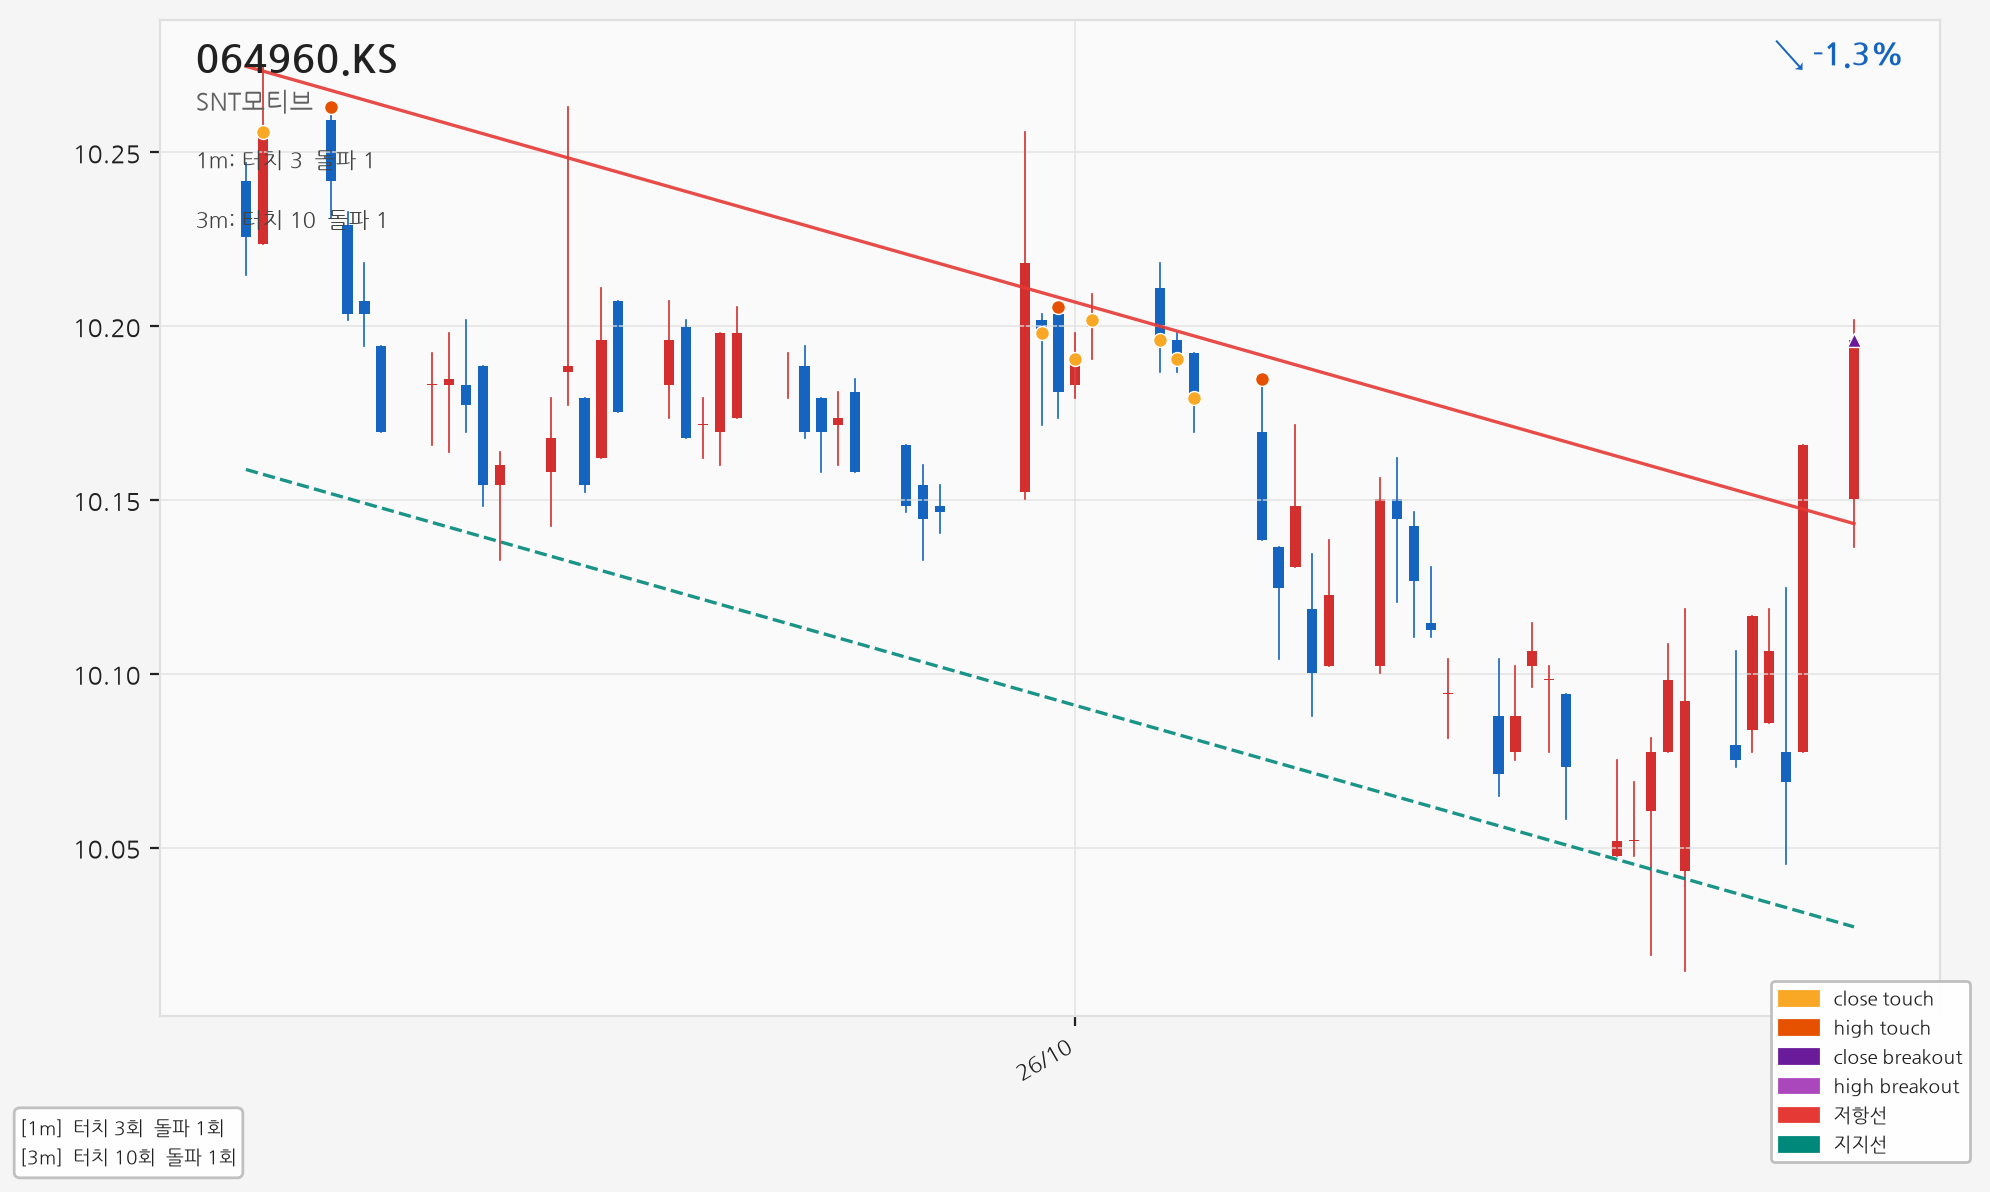 064960.KS
SNT모티브
1m: 터치 3 돌파 1
3m: 터치 10 돌파 1
-1.3%
10.25
10.20
10.15
10.10
10.05
26/10
close touch
high touch
close breakout
high breakout
저항선
지지선
[1m] 터치 3회 돌파 1회
[3m] 터치 10회 돌파 1회